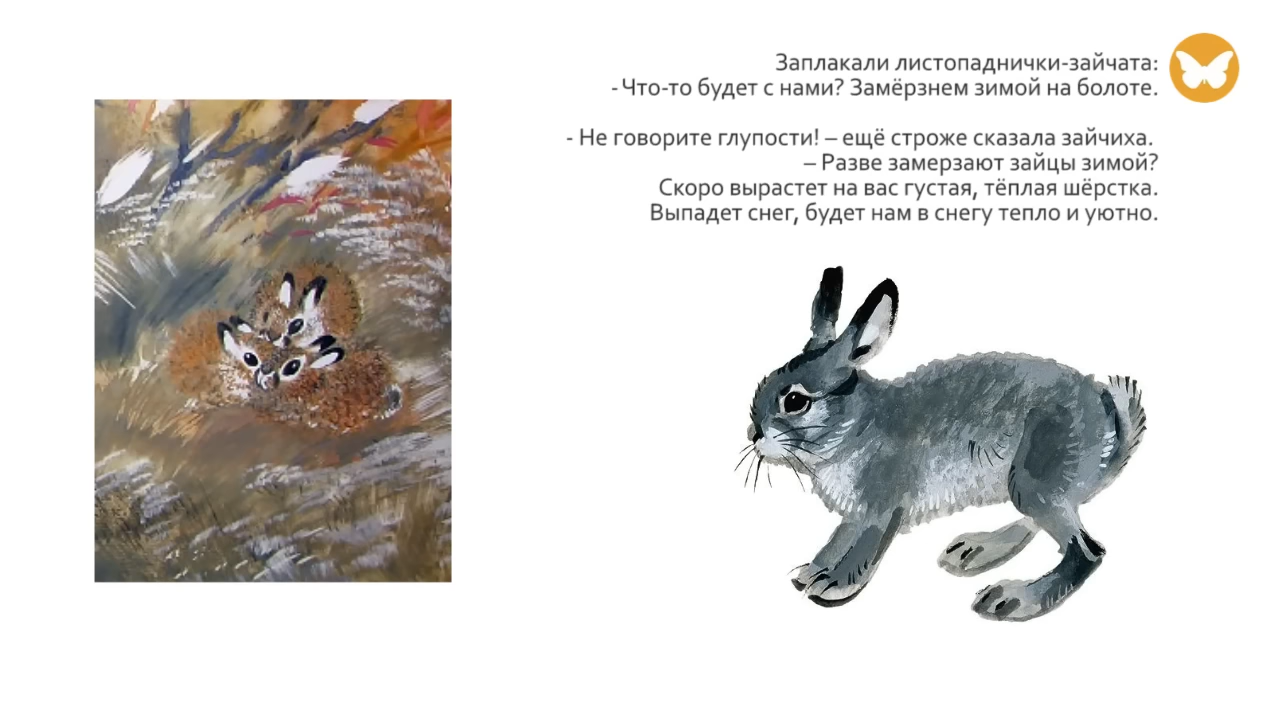 Заплакали листопаднички-зайчата:
- Что-то будет с нами? Замёрзнем зимой на болоте.
- Не говорите глупости! – ещё строже сказала зайчиха.
– Разве замерзают зайцы зимой?
Скоро вырастет на вас густая, тёплая шёрстка.
Выпадет снег, будет нам в снегу тепло и уютно.